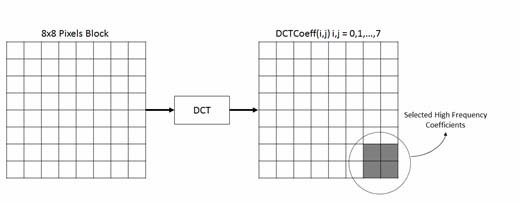 8x8 Pixels Block
DCTCoeff(i,j) i,j = 0,1,...,7
DCT
Selected High Frequency
Coefficients